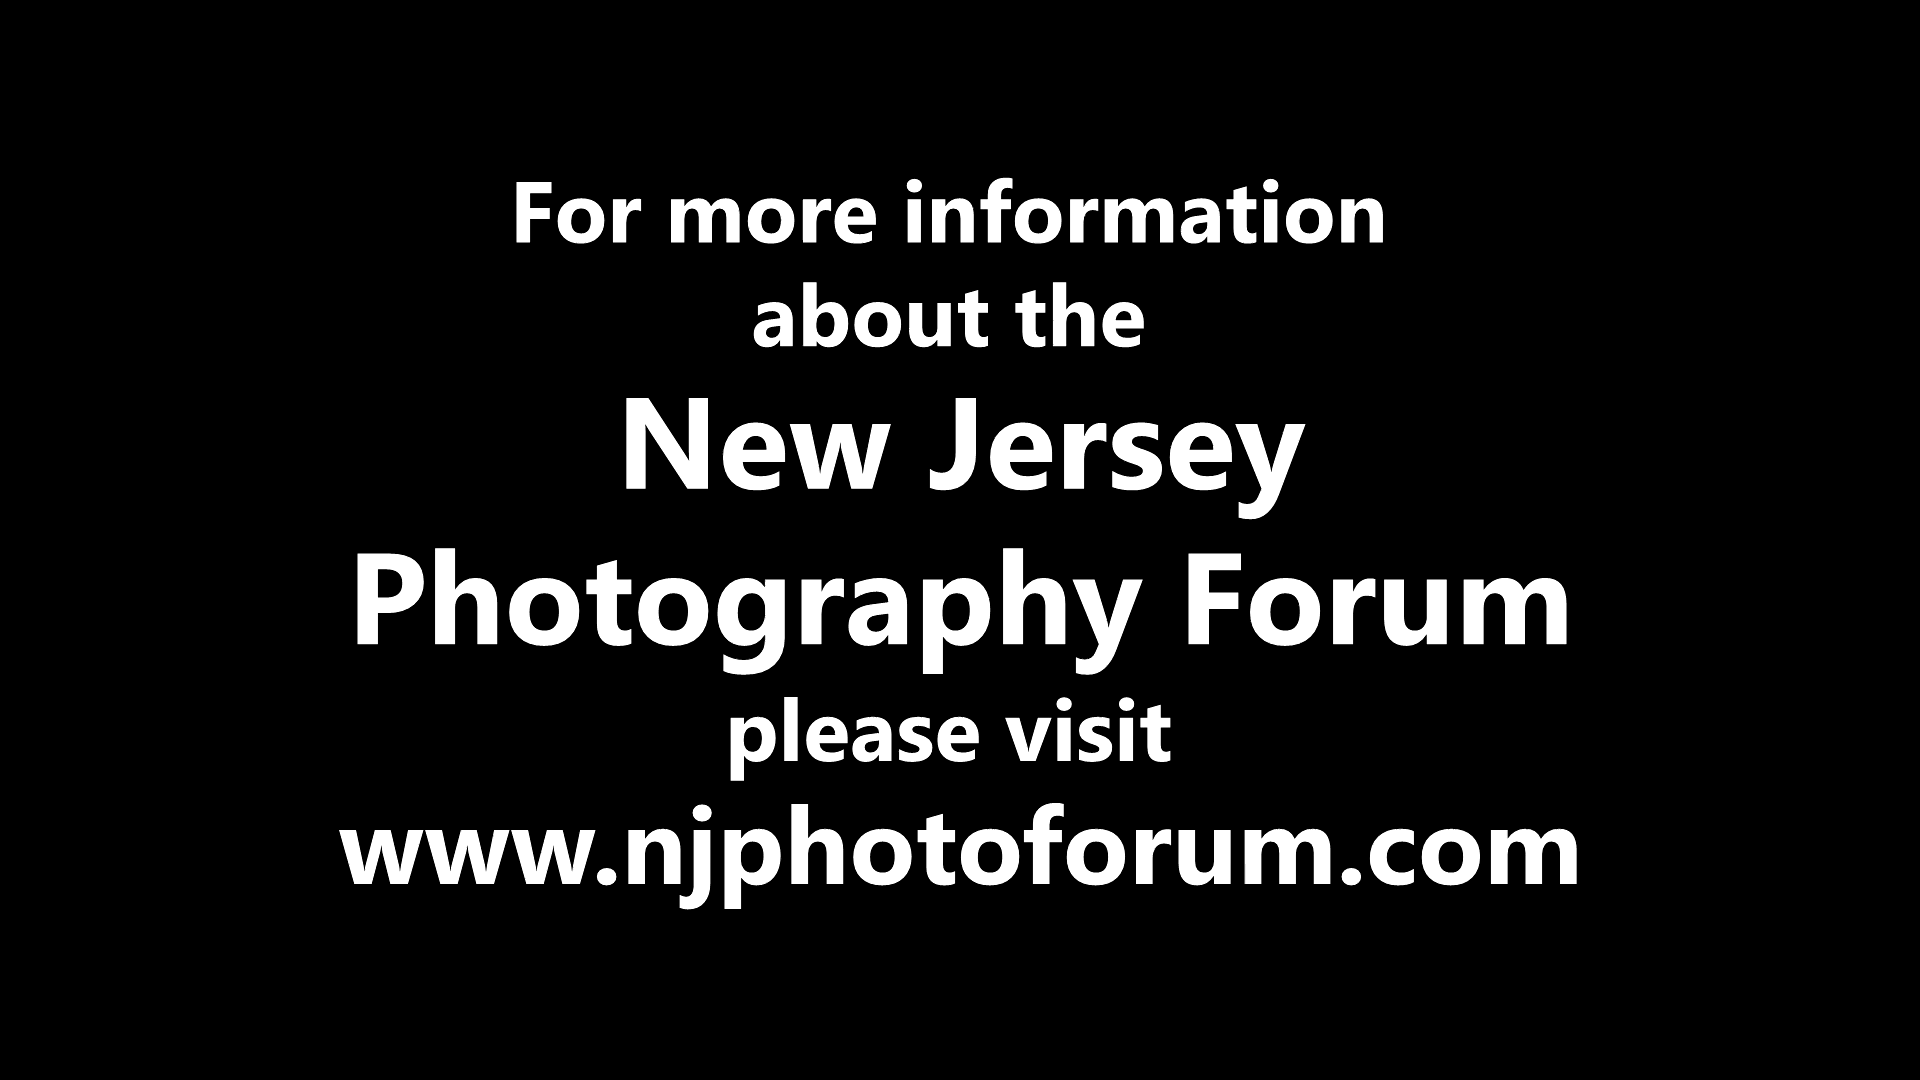 For more information
about the
New Jersey
Photography Forum
please visit
www.njphotoforum.com